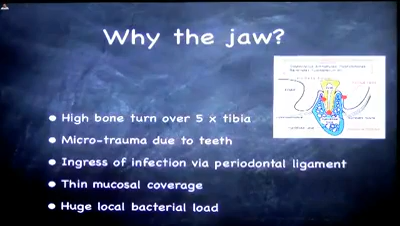 Why the jaw?
High bone turn over 5 x tibia
Micro-trauma due to teeth
Ingress of infection via periodontal ligament
Thin mucosal coverage
Huge local bacterial load